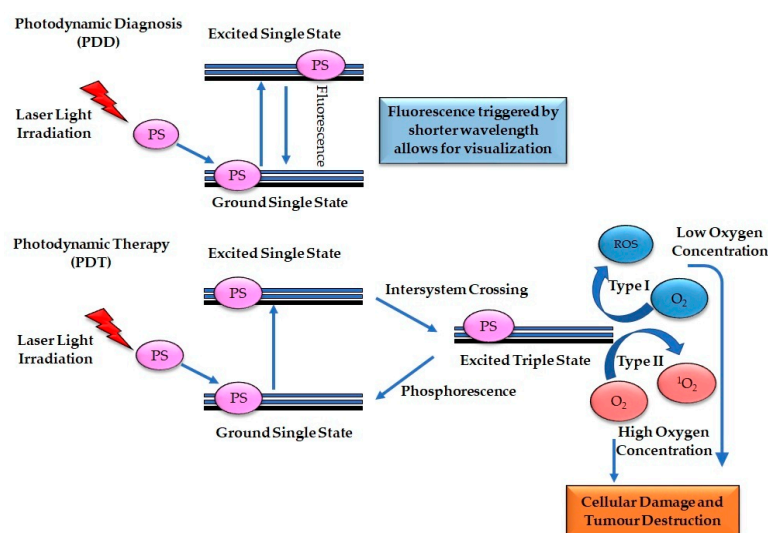 Photodynamic Diagnosis
(PDD)
Excited Single State
PS
Fluorescence
Laser Light
Irradiation
PS
PS
Ground Single State
Fluorescence triggered by
shorter wavelength
allows for visualization
Photodynamic Therapy
(PDT)
Excited Single State
PS
Intersystem Crossing
Laser Light
Irradiation
PS
PS
Ground Single State
PS
Excited Triple State
Phosphorescence
ROS
Low Oxygen
Concentration
Type I
O₂
Type II
¹O₂
O₂
High Oxygen
Concentration
Cellular Damage and
Tumour Destruction